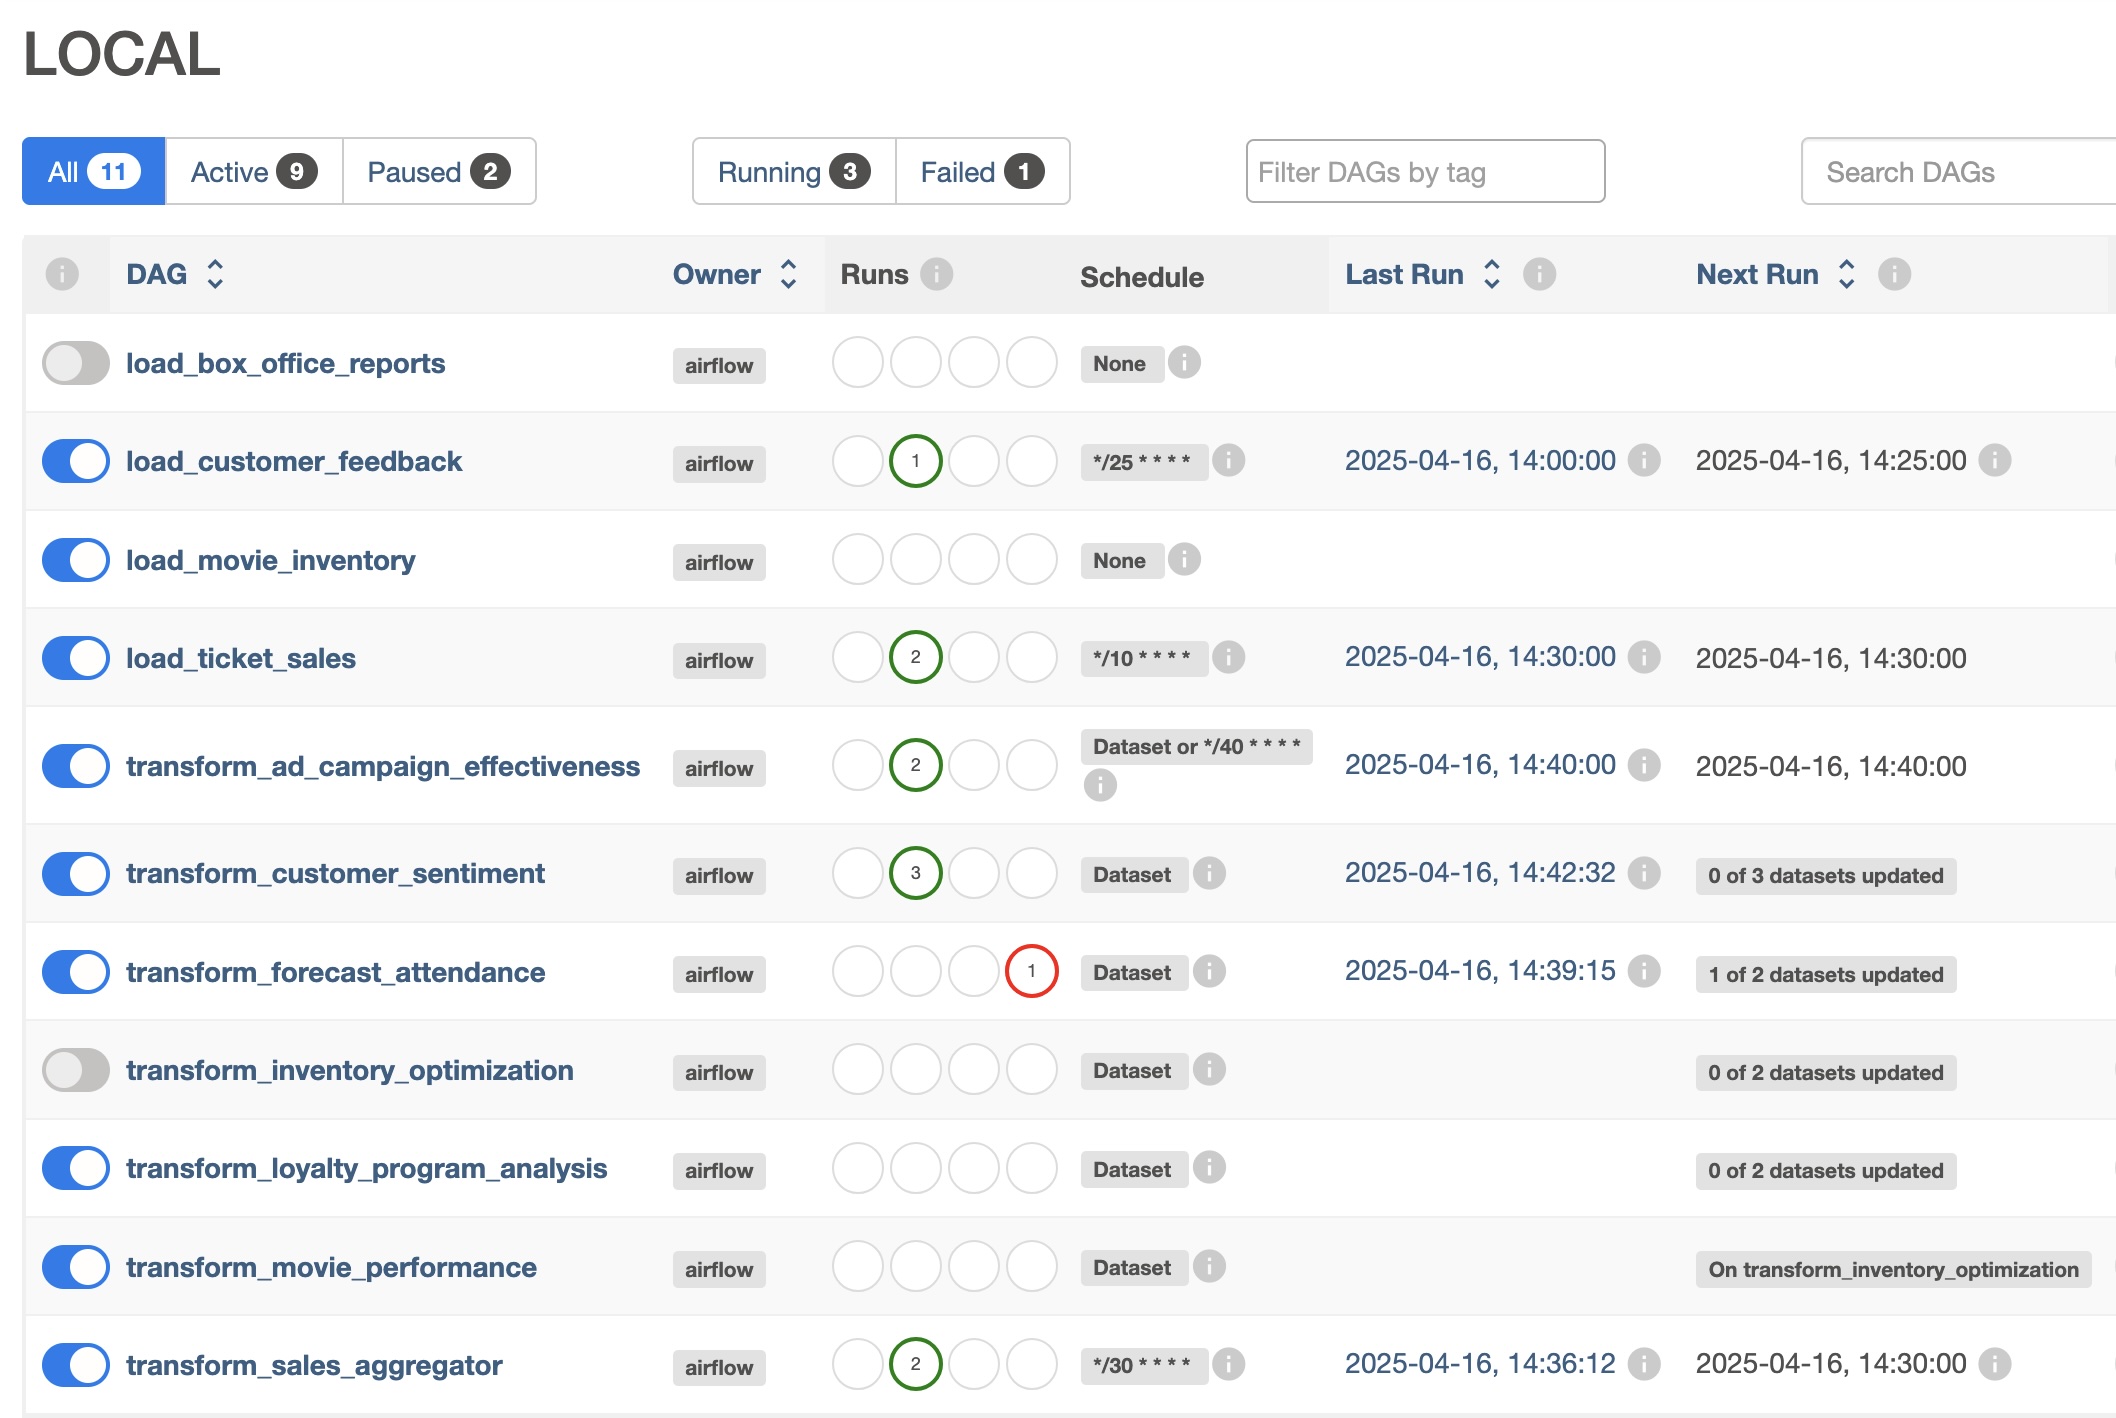 LOCAL
All 11 Active 9 Paused 2 Running 3 Failed 1 Filter DAGs by tag Search DAGs
DAG Owner Runs Schedule Last Run Next Run
load_box_office_reports airflow None
load_customer_feedback airflow 1 */25 * * * * 2025-04-16, 14:00:00 2025-04-16, 14:25:00
load_movie_inventory airflow None
load_ticket_sales airflow 2 */10 * * * * 2025-04-16, 14:30:00 2025-04-16, 14:30:00
transform_ad_campaign_effectiveness airflow 2 Dataset or */40 * * * * 2025-04-16, 14:40:00 2025-04-16, 14:40:00
transform_customer_sentiment airflow 3 Dataset 2025-04-16, 14:42:32 0 of 3 datasets updated
transform_forecast_attendance airflow 1 Dataset 2025-04-16, 14:39:15 1 of 2 datasets updated
transform_inventory_optimization airflow Dataset 0 of 2 datasets updated
transform_loyalty_program_analysis airflow Dataset 0 of 2 datasets updated
transform_movie_performance airflow Dataset On transform_inventory_optimization
transform_sales_aggregator airflow 2 */30 * * * * 2025-04-16, 14:36:12 2025-04-16, 14:30:00